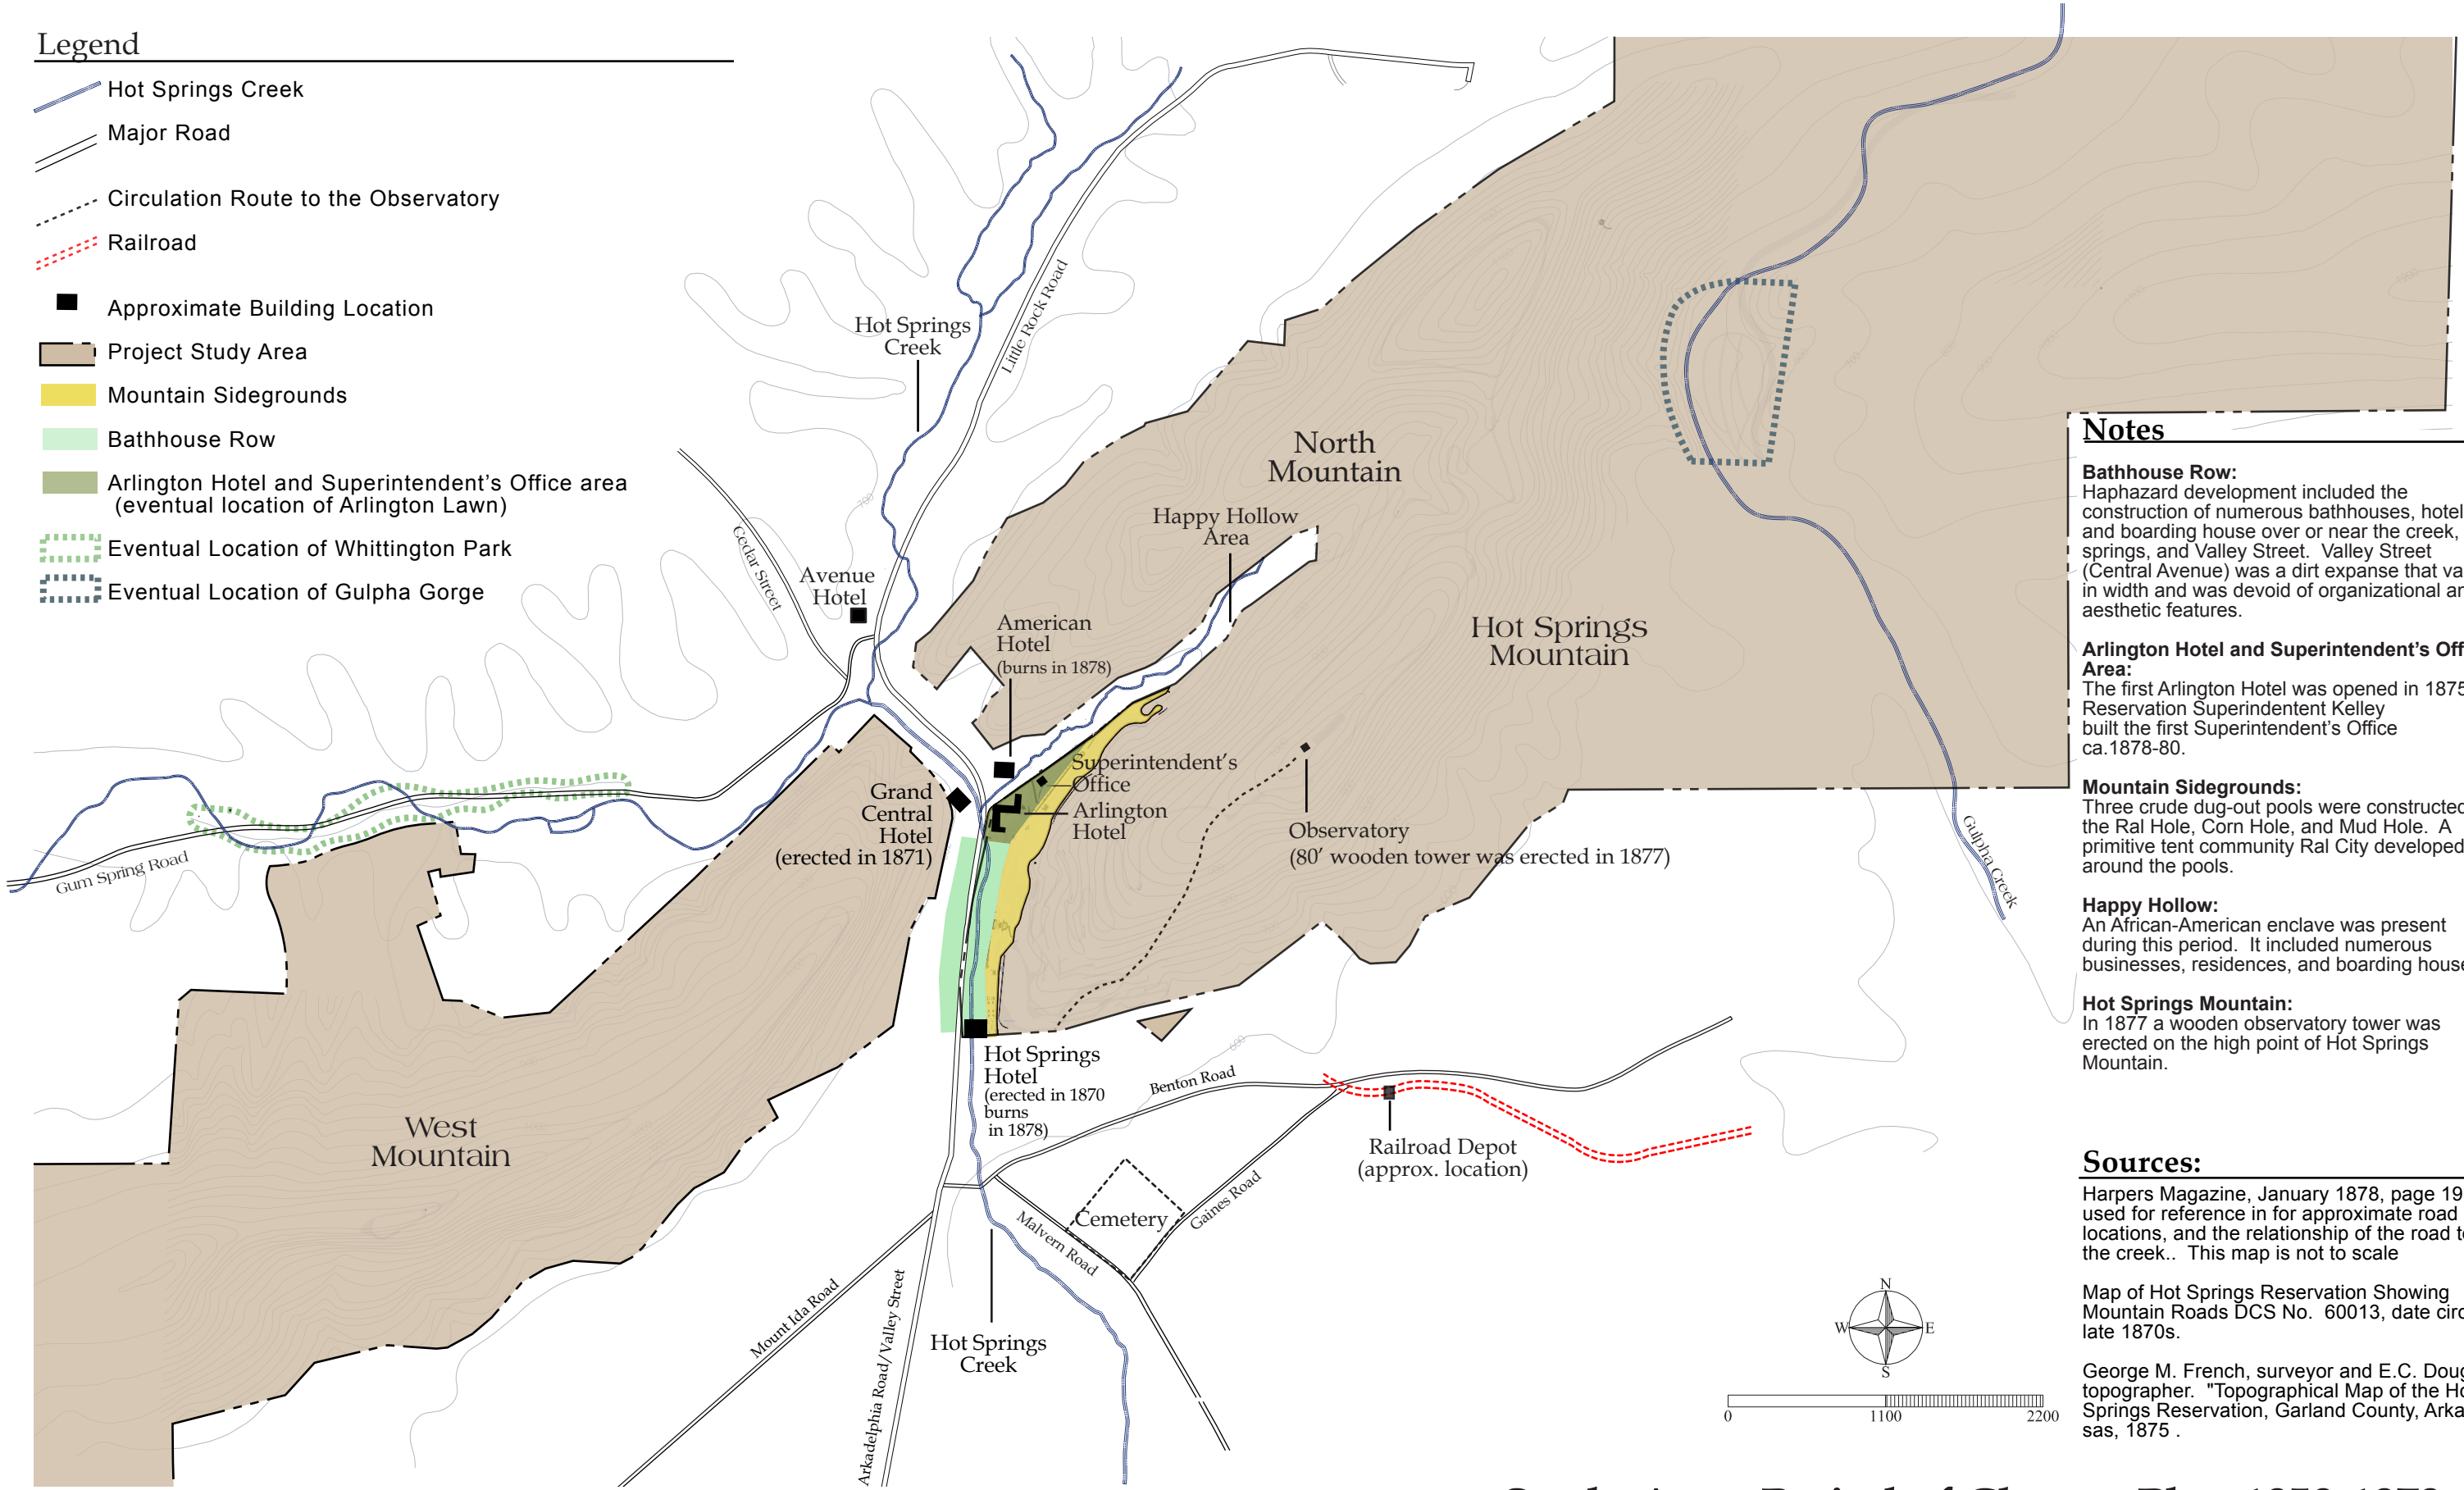 Legend
Hot Springs Creek
Major Road
Circulation Route to the Observatory
Railroad
Approximate Building Location
Project Study Area
Mountain Sidegrounds
Bathhouse Row
Arlington Hotel and Superintendent's Office area
(eventual location of Arlington Lawn)
Eventual Location of Whittington Park
Eventual Location of Gulpha Gorge
Hot Springs
Creek
Little Rock Road
700
Cedar Street
Avenue
Hotel
North
Mountain
Happy Hollow
Area
American
Hotel
(burns in 1878)
Hot Springs
Mountain
Superintendent's
Office
Arlington
Hotel
Grand
Central
Hotel
(erected in 1871)
Observatory
(80' wooden tower was erected in 1877)
Gum Spring Road
Gulpha Creek
West
Mountain
Hot Springs
Hotel
(erected in 1870
burns
in 1878)
600
Benton Road
Railroad Depot
(approx. location)
Cemetery
Gaines Road
Malvern Road
Mount Ida Road
Arkadelphia Road/Valley Street
Hot Springs
Creek
N
W
E
S
0
1100
2200
Notes
Bathhouse Row:
Haphazard development included the
construction of numerous bathhouses, hotel
and boarding house over or near the creek,
springs, and Valley Street. Valley Street
(Central Avenue) was a dirt expanse that va
in width and was devoid of organizational an
aesthetic features.
Arlington Hotel and Superintendent's Off
Area:
The first Arlington Hotel was opened in 1875
Reservation Superindentent Kelley
built the first Superintendent's Office
ca.1878-80.
Mountain Sidegrounds:
Three crude dug-out pools were constructed
the Ral Hole, Corn Hole, and Mud Hole. A
primitive tent community Ral City developed
around the pools.
Happy Hollow:
An African-American enclave was present
during this period. It included numerous
businesses, residences, and boarding house
Hot Springs Mountain:
In 1877 a wooden observatory tower was
erected on the high point of Hot Springs
Mountain.
Sources:
Harpers Magazine, January 1878, page 19
used for reference in for approximate road
locations, and the relationship of the road t
the creek.. This map is not to scale
Map of Hot Springs Reservation Showing
Mountain Roads DCS No. 60013, date circ
late 1870s.
George M. French, surveyor and E.C. Doug
topographer. "Topographical Map of the Ho
Springs Reservation, Garland County, Arka
sas, 1875 .